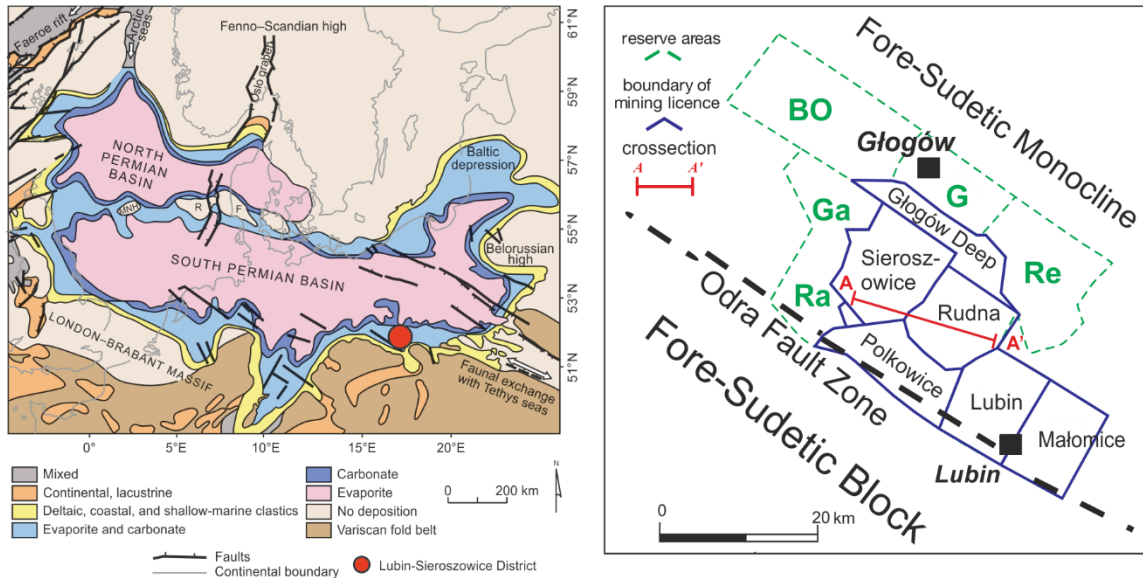 Faeroe rift
Arctic
seas
Fenno–Scandian high
Oslo graben
61°N
59°N
57°N
55°N
53°N
51°N
NORTH
PERMIAN
BASIN
Baltic
depression
MNH
R
F
Belorussian
high
SOUTH PERMIAN BASIN
LONDON–BRABANT MASSIF
Faunal exchange
with Tethys seas
0°
5°E
10°E
15°E
20°E
Mixed
Continental, lacustrine
Deltaic, coastal, and shallow-marine clastics
Evaporite and carbonate
Carbonate
Evaporite
No deposition
Variscan fold belt
0
200 km
N
Faults
Continental boundary
Lubin-Sieroszowice District
reserve areas
boundary of
mining licence
crossection
A
A'
Fore-Sudetic Monocline
BO
Głogów
G
Głogów Deep
Ga
Sierosz-
owice
Re
Ra
A
Rudna
A'
Odra Fault Zone
Polkowice
Lubin
Małomice
Lubin
Fore-Sudetic Block
0
20 km